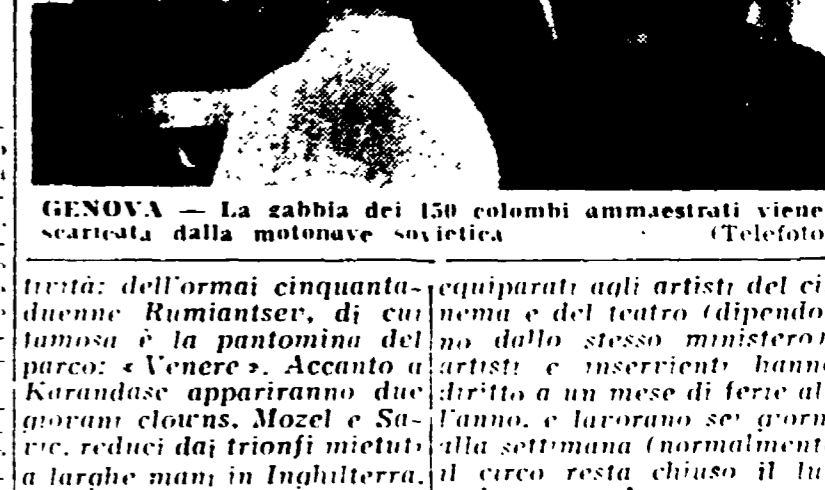 GENOVA — La gabbia dei 150 colombi ammaestrati viene
scaricata dalla motonave sovietica (Telefoto
tività: dell'ormai cinquanta-
duenne Rumiantsev, di cui
famosa è la pantomina del
parco: « Venere ». Accanto a
Karandasc appariranno due
giovani clowns, Mozel e Sa-
vic, reduci dai trionfi mietuti
a larghe mani in Inghilterra.
equiparati agli artisti del ci
nema e del teatro (dipendo
no dallo stesso ministero)
artisti e inservienti hanno
diritto a un mese di ferie al
l'anno, e lavorano sei giorn
alla settimana (normalment
il circo resta chiuso il lu